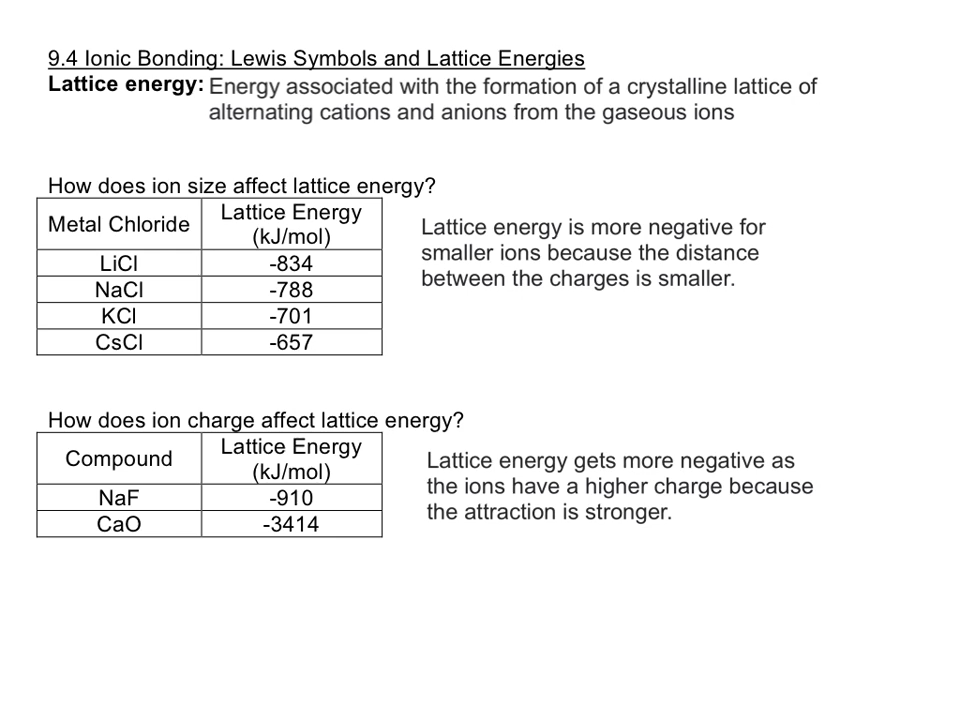 9.4 Ionic Bonding: Lewis Symbols and Lattice Energies
Lattice energy: Energy associated with the formation of a crystalline lattice of
alternating cations and anions from the gaseous ions
How does ion size affect lattice energy?
Metal Chloride Lattice Energy
(kJ/mol)
LiCl -834
NaCl -788
KCl -701
CsCl -657
Lattice energy is more negative for
smaller ions because the distance
between the charges is smaller.
How does ion charge affect lattice energy?
Compound Lattice Energy
(kJ/mol)
NaF -910
CaO -3414
Lattice energy gets more negative as
the ions have a higher charge because
the attraction is stronger.